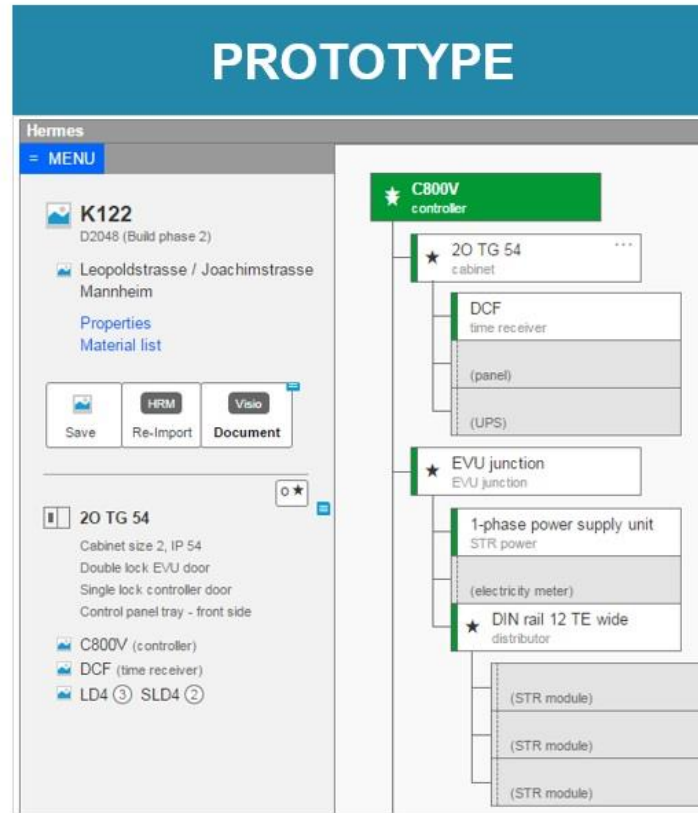 PROTOTYPE
Hermes
= MENU
K122
D2048 (Build phase 2)
Leopoldstrasse / Joachimstrasse
Mannheim
Properties
Material list
Save
HRM
Re-Import
Visio
Document
0 ★
2O TG 54
Cabinet size 2, IP 54
Double lock EVU door
Single lock controller door
Control panel tray - front side
C800V (controller)
DCF (time receiver)
LD4 3 SLD4 2
C800V
controller
2O TG 54
...
cabinet
DCF
time receiver
(panel)
(UPS)
EVU junction
EVU junction
1-phase power supply unit
STR power
(electricity meter)
DIN rail 12 TE wide
distributor
(STR module)
(STR module)
(STR module)